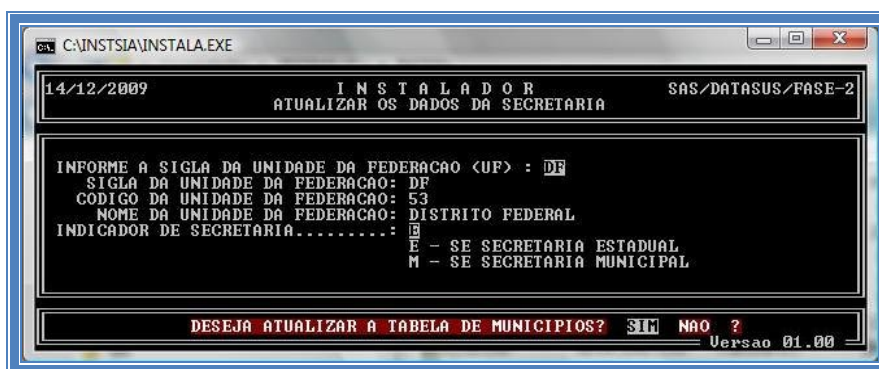 C:\INSTSIA\INSTALA.EXE
14/12/2009 I N S T A L A D O R SAS/DATASUS/FASE-2
ATUALIZAR OS DADOS DA SECRETARIA
INFORME A SIGLA DA UNIDADE DA FEDERACAO (UF) : DF
SIGLA DA UNIDADE DA FEDERACAO: DF
CODIGO DA UNIDADE DA FEDERACAO: 53
NOME DA UNIDADE DA FEDERACAO: DISTRITO FEDERAL
INDICADOR DE SECRETARIA.........: E
E - SE SECRETARIA ESTADUAL
M - SE SECRETARIA MUNICIPAL
DESEJA ATUALIZAR A TABELA DE MUNICIPIOS? SIM NAO ?
Versao 01.00